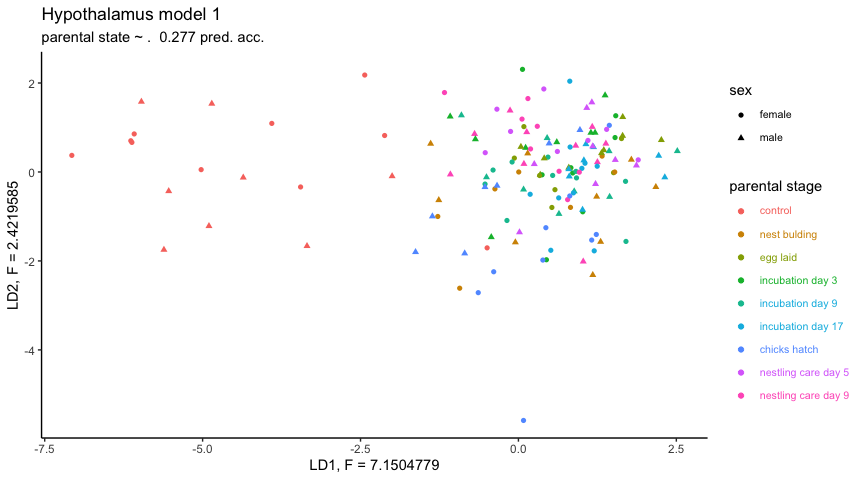 Hypothalamus model 1
parental state ~ .  0.277 pred. acc.
2
0
-2
-4
LD2, F = 2.4219585
-7.5
-5.0
-2.5
0.0
2.5
LD1, F = 7.1504779
sex
female
male
parental stage
control
nest bulding
egg laid
incubation day 3
incubation day 9
incubation day 17
chicks hatch
nestling care day 5
nestling care day 9